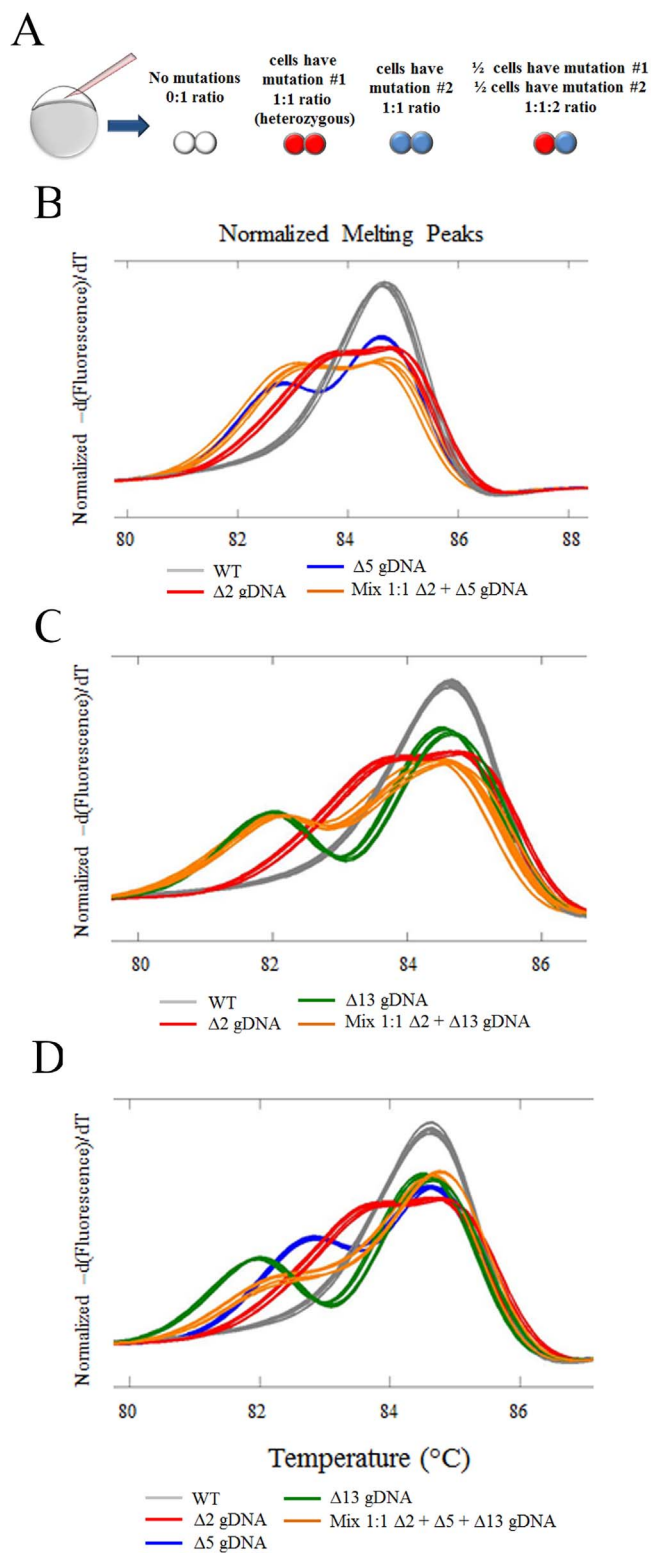 A
No mutations
0:1 ratio
cells have
mutation #1
1:1 ratio
(heterozygous)
cells have
mutation #2
1:1 ratio
½ cells have mutation #1
½ cells have mutation #2
1:1:2 ratio
B
Normalized Melting Peaks
Normalized –d(Fluorescence)/dT
80 82 84 86 88
WT
Δ5 gDNA
Δ2 gDNA
Mix 1:1 Δ2 + Δ5 gDNA
C
Normalized –d(Fluorescence)/dT
80 82 84 86
WT
Δ13 gDNA
Δ2 gDNA
Mix 1:1 Δ2 + Δ13 gDNA
D
Normalized –d(Fluorescence)/dT
80 82 84 86
Temperature (°C)
WT
Δ13 gDNA
Δ2 gDNA
Mix 1:1 Δ2 + Δ5 + Δ13 gDNA
Δ5 gDNA